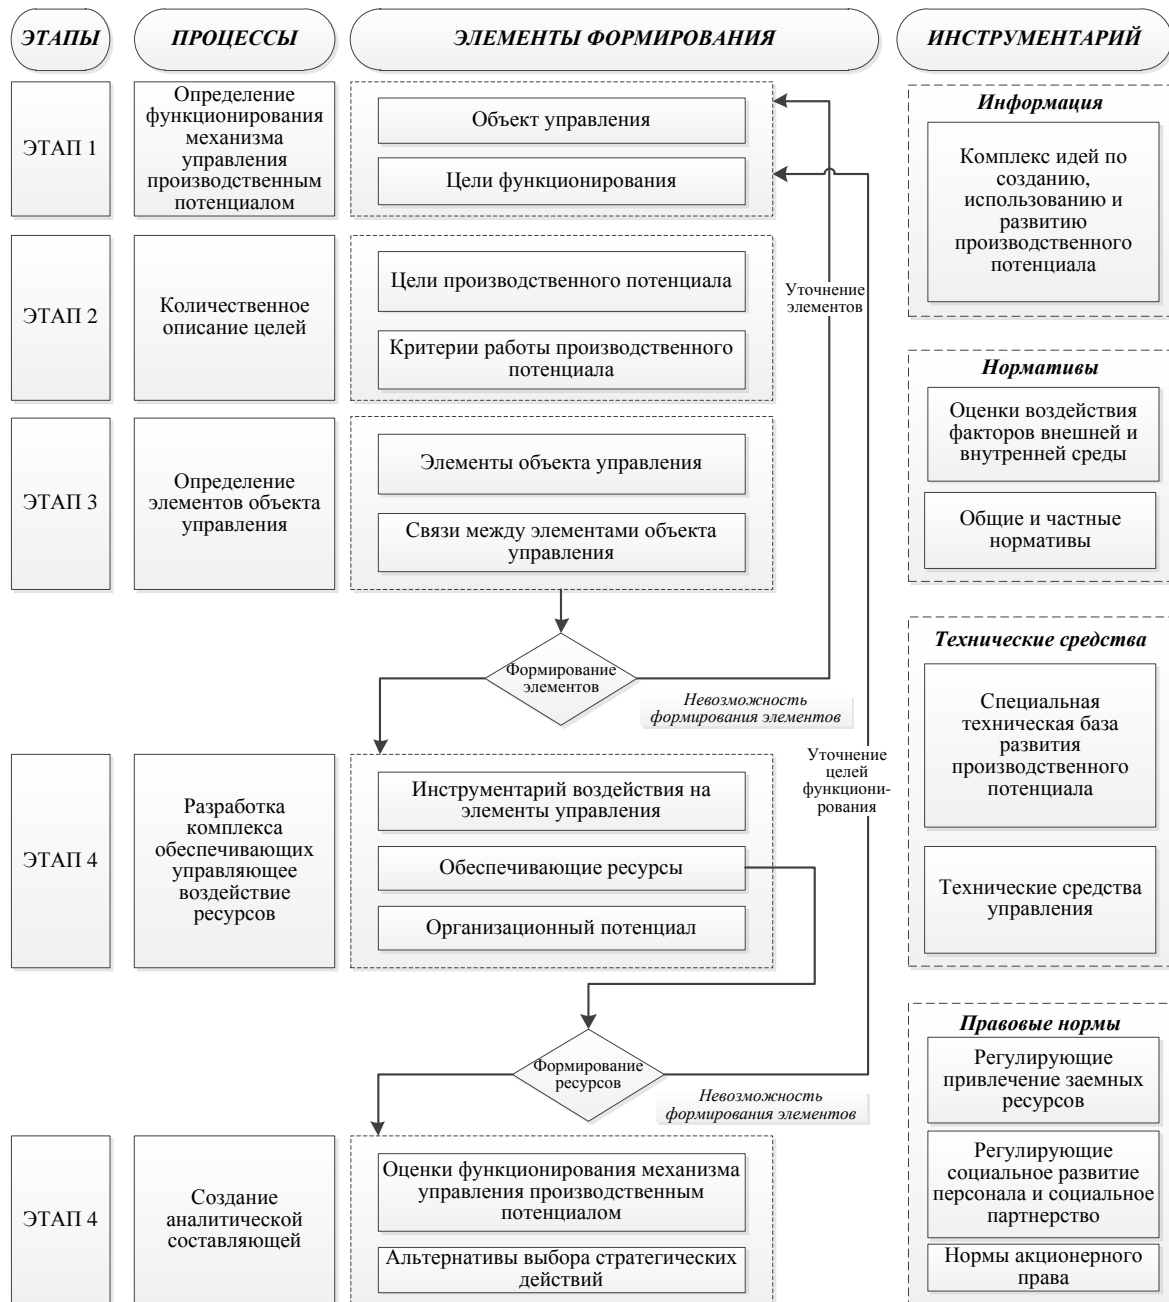 ЭТАПЫ
ПРОЦЕССЫ
ЭЛЕМЕНТЫ ФОРМИРОВАНИЯ
ИНСТРУМЕНТАРИЙ
ЭТАП 1
Определение
функционирования
механизма
управления
производственным
потенциалом
Объект управления
Цели функционирования
ЭТАП 2
Количественное
описание целей
Цели производственного потенциала
Критерии работы производственного
потенциала
Уточнение
элементов
ЭТАП 3
Определение
элементов объекта
управления
Элементы объекта управления
Связи между элементами объекта
управления
Формирование
элементов
Невозможность
формирования элементов
Уточнение
целей
функциони-
рования
ЭТАП 4
Разработка
комплекса
обеспечивающих
управляющее
воздействие
ресурсов
Инструментарий воздействия на
элементы управления
Обеспечивающие ресурсы
Организационный потенциал
Формирование
ресурсов
Невозможность
формирования элементов
ЭТАП 4
Создание
аналитической
составляющей
Оценки функционирования механизма
управления производственным
потенциалом
Альтернативы выбора стратегических
действий
Информация
Комплекс идей по
созданию,
использованию и
развитию
производственного
потенциала
Нормативы
Оценки воздействия
факторов внешней и
внутренней среды
Общие и частные
нормативы
Технические средства
Специальная
техническая база
развития
производственного
потенциала
Технические средства
управления
Правовые нормы
Регулирующие
привлечение заемных
ресурсов
Регулирующие
социальное развитие
персонала и социальное
партнерство
Нормы акционерного
права